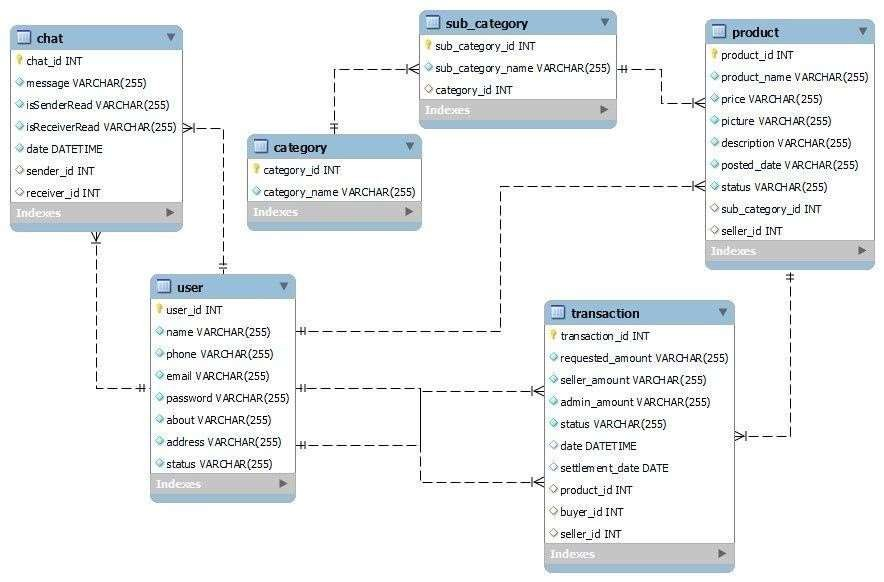 chat
chat_id INT
message VARCHAR(255)
isSenderRead VARCHAR(255)
isReceiverRead VARCHAR(255)
date DATETIME
sender_id INT
receiver_id INT
Indexes
sub_category
sub_category_id INT
sub_category_name VARCHAR(255)
category_id INT
Indexes
category
category_id INT
category_name VARCHAR(255)
Indexes
product
product_id INT
product_name VARCHAR(255)
price VARCHAR(255)
picture VARCHAR(255)
description VARCHAR(255)
posted_date VARCHAR(255)
status VARCHAR(255)
sub_category_id INT
seller_id INT
Indexes
user
user_id INT
name VARCHAR(255)
phone VARCHAR(255)
email VARCHAR(255)
password VARCHAR(255)
about VARCHAR(255)
address VARCHAR(255)
status VARCHAR(255)
Indexes
transaction
transaction_id INT
requested_amount VARCHAR(255)
seller_amount VARCHAR(255)
admin_amount VARCHAR(255)
status VARCHAR(255)
date DATETIME
settlement_date DATE
product_id INT
buyer_id INT
seller_id INT
Indexes